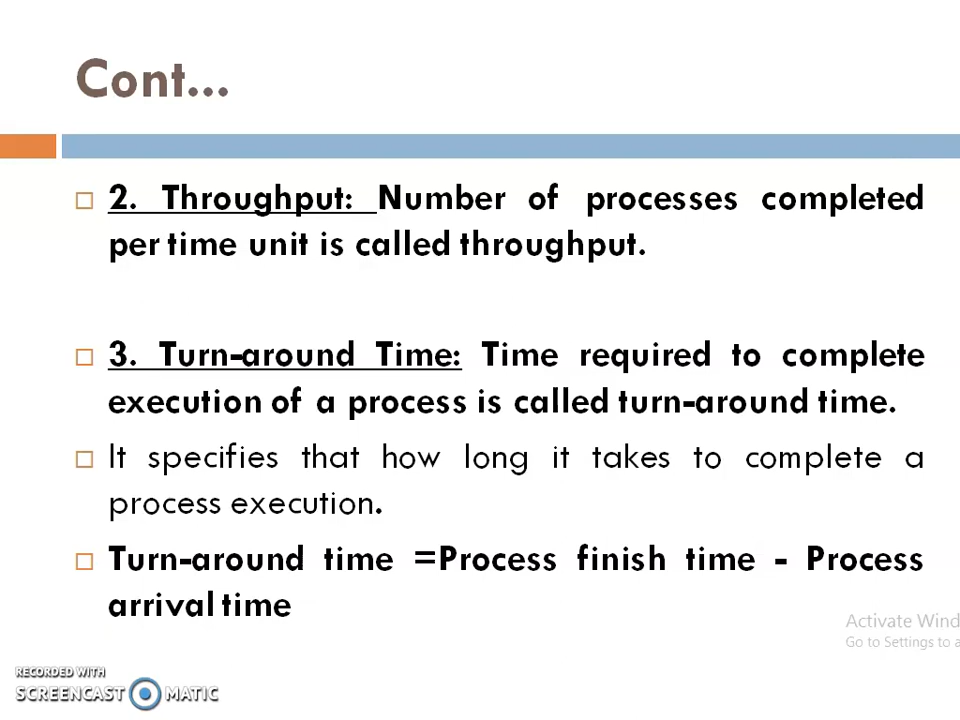 Cont...
2. Throughput: Number of processes completed
per time unit is called throughput.
3. Turn-around Time: Time required to complete
execution of a process is called turn-around time.
It specifies that how long it takes to complete a
process execution.
Turn-around time =Process finish time - Process
arrival time
Activate Wind
Go to Settings to a
RECORDED WITH
SCREENCAST MATIC